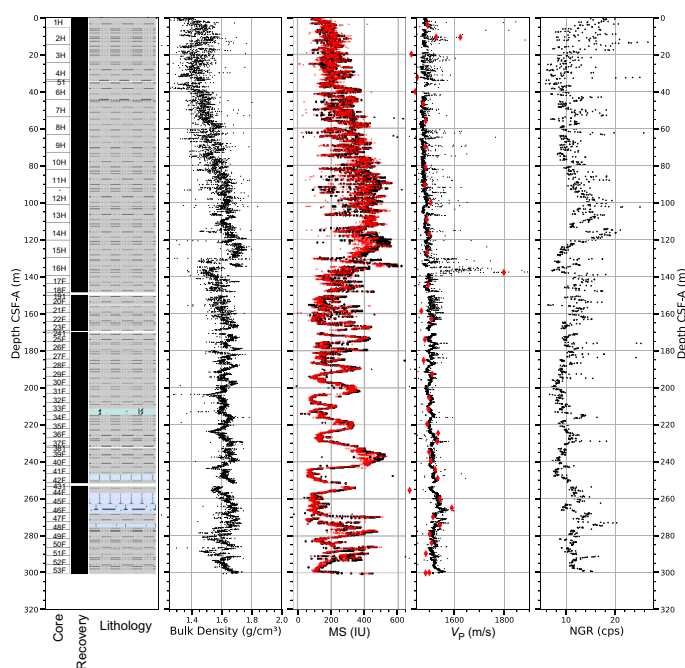 1H
2H
3H
4H
51
6H
7H
8H
9H
10H
11H
12H
13H
14H
15H
16H
17F
18F
191
20F
21F
22F
23F
241
25F
26F
27F
28F
29F
30F
31F
32F
33F
34F
35F
36F
37F
39F
40F
41F
42F
431
44F
45F
46F
47F
48F
49F
50F
51F
52F
53F
Depth CSF-A (m)
0
20
40
60
80
100
120
140
160
180
200
220
240
260
280
300
320
Core
Recovery
Lithology
1.4 1.6 1.8 2.0
Bulk Density (g/cm³)
0 200 400 600
MS (IU)
1600 1800
VP (m/s)
10 20
NGR (cps)
0
20
40
60
80
100
120
140
160
180
200
220
240
260
280
300
320
Depth CSF-A (m)